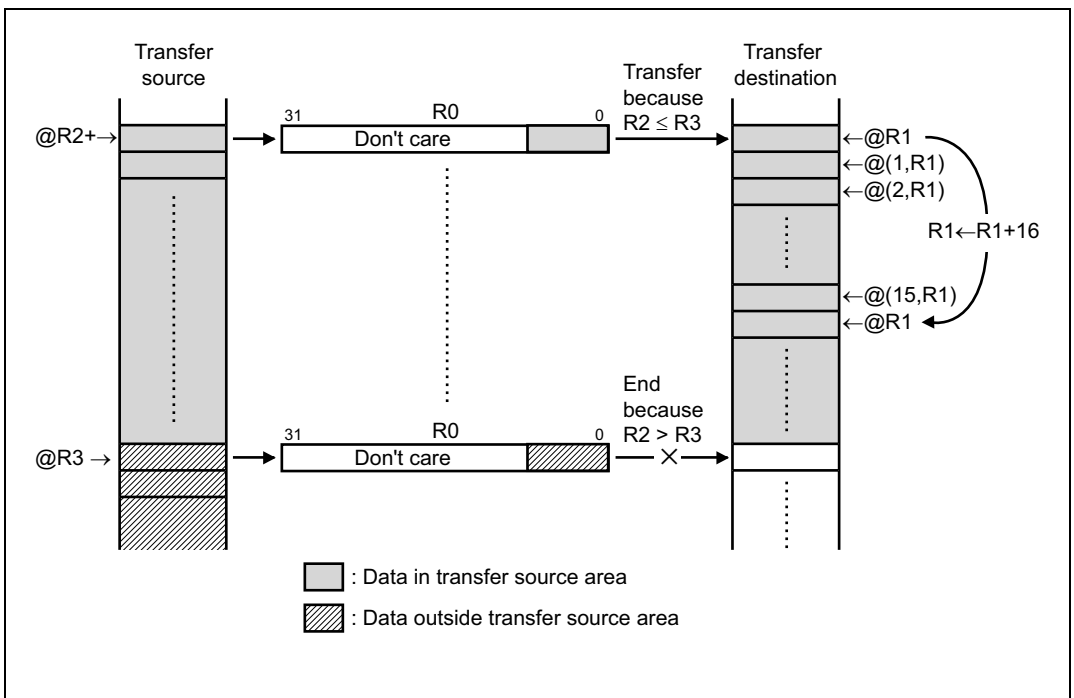 Transfer
source
@R2+→
31
R0
0
Don't care
Transfer
because
R2 ≤ R3
Transfer
destination
←@R1
←@(1,R1)
←@(2,R1)
R1←R1+16
←@(15,R1)
←@R1
@R3 →
31
R0
0
Don't care
End
because
R2 > R3
×
: Data in transfer source area
: Data outside transfer source area